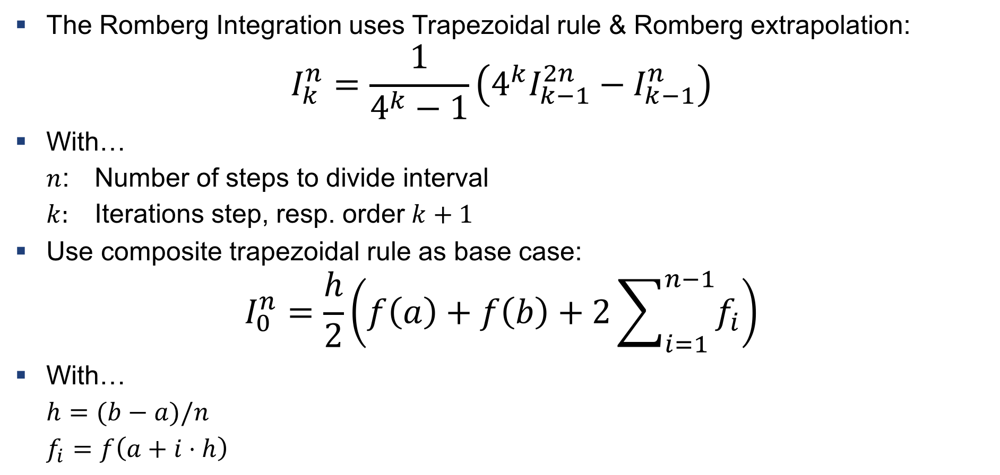 ▪ The Romberg Integration uses Trapezoidal rule & Romberg extrapolation:
$I_k^n = \frac{1}{4^k - 1}\left(4^k I_{k-1}^{2n} - I_{k-1}^n\right)$
▪ With…
$n$: Number of steps to divide interval
$k$: Iterations step, resp. order $k + 1$
▪ Use composite trapezoidal rule as base case:
$I_0^n = \frac{h}{2}\left(f(a) + f(b) + 2\sum_{i=1}^{n-1} f_i\right)$
▪ With…
$h = (b - a)/n$
$f_i = f(a + i \cdot h)$